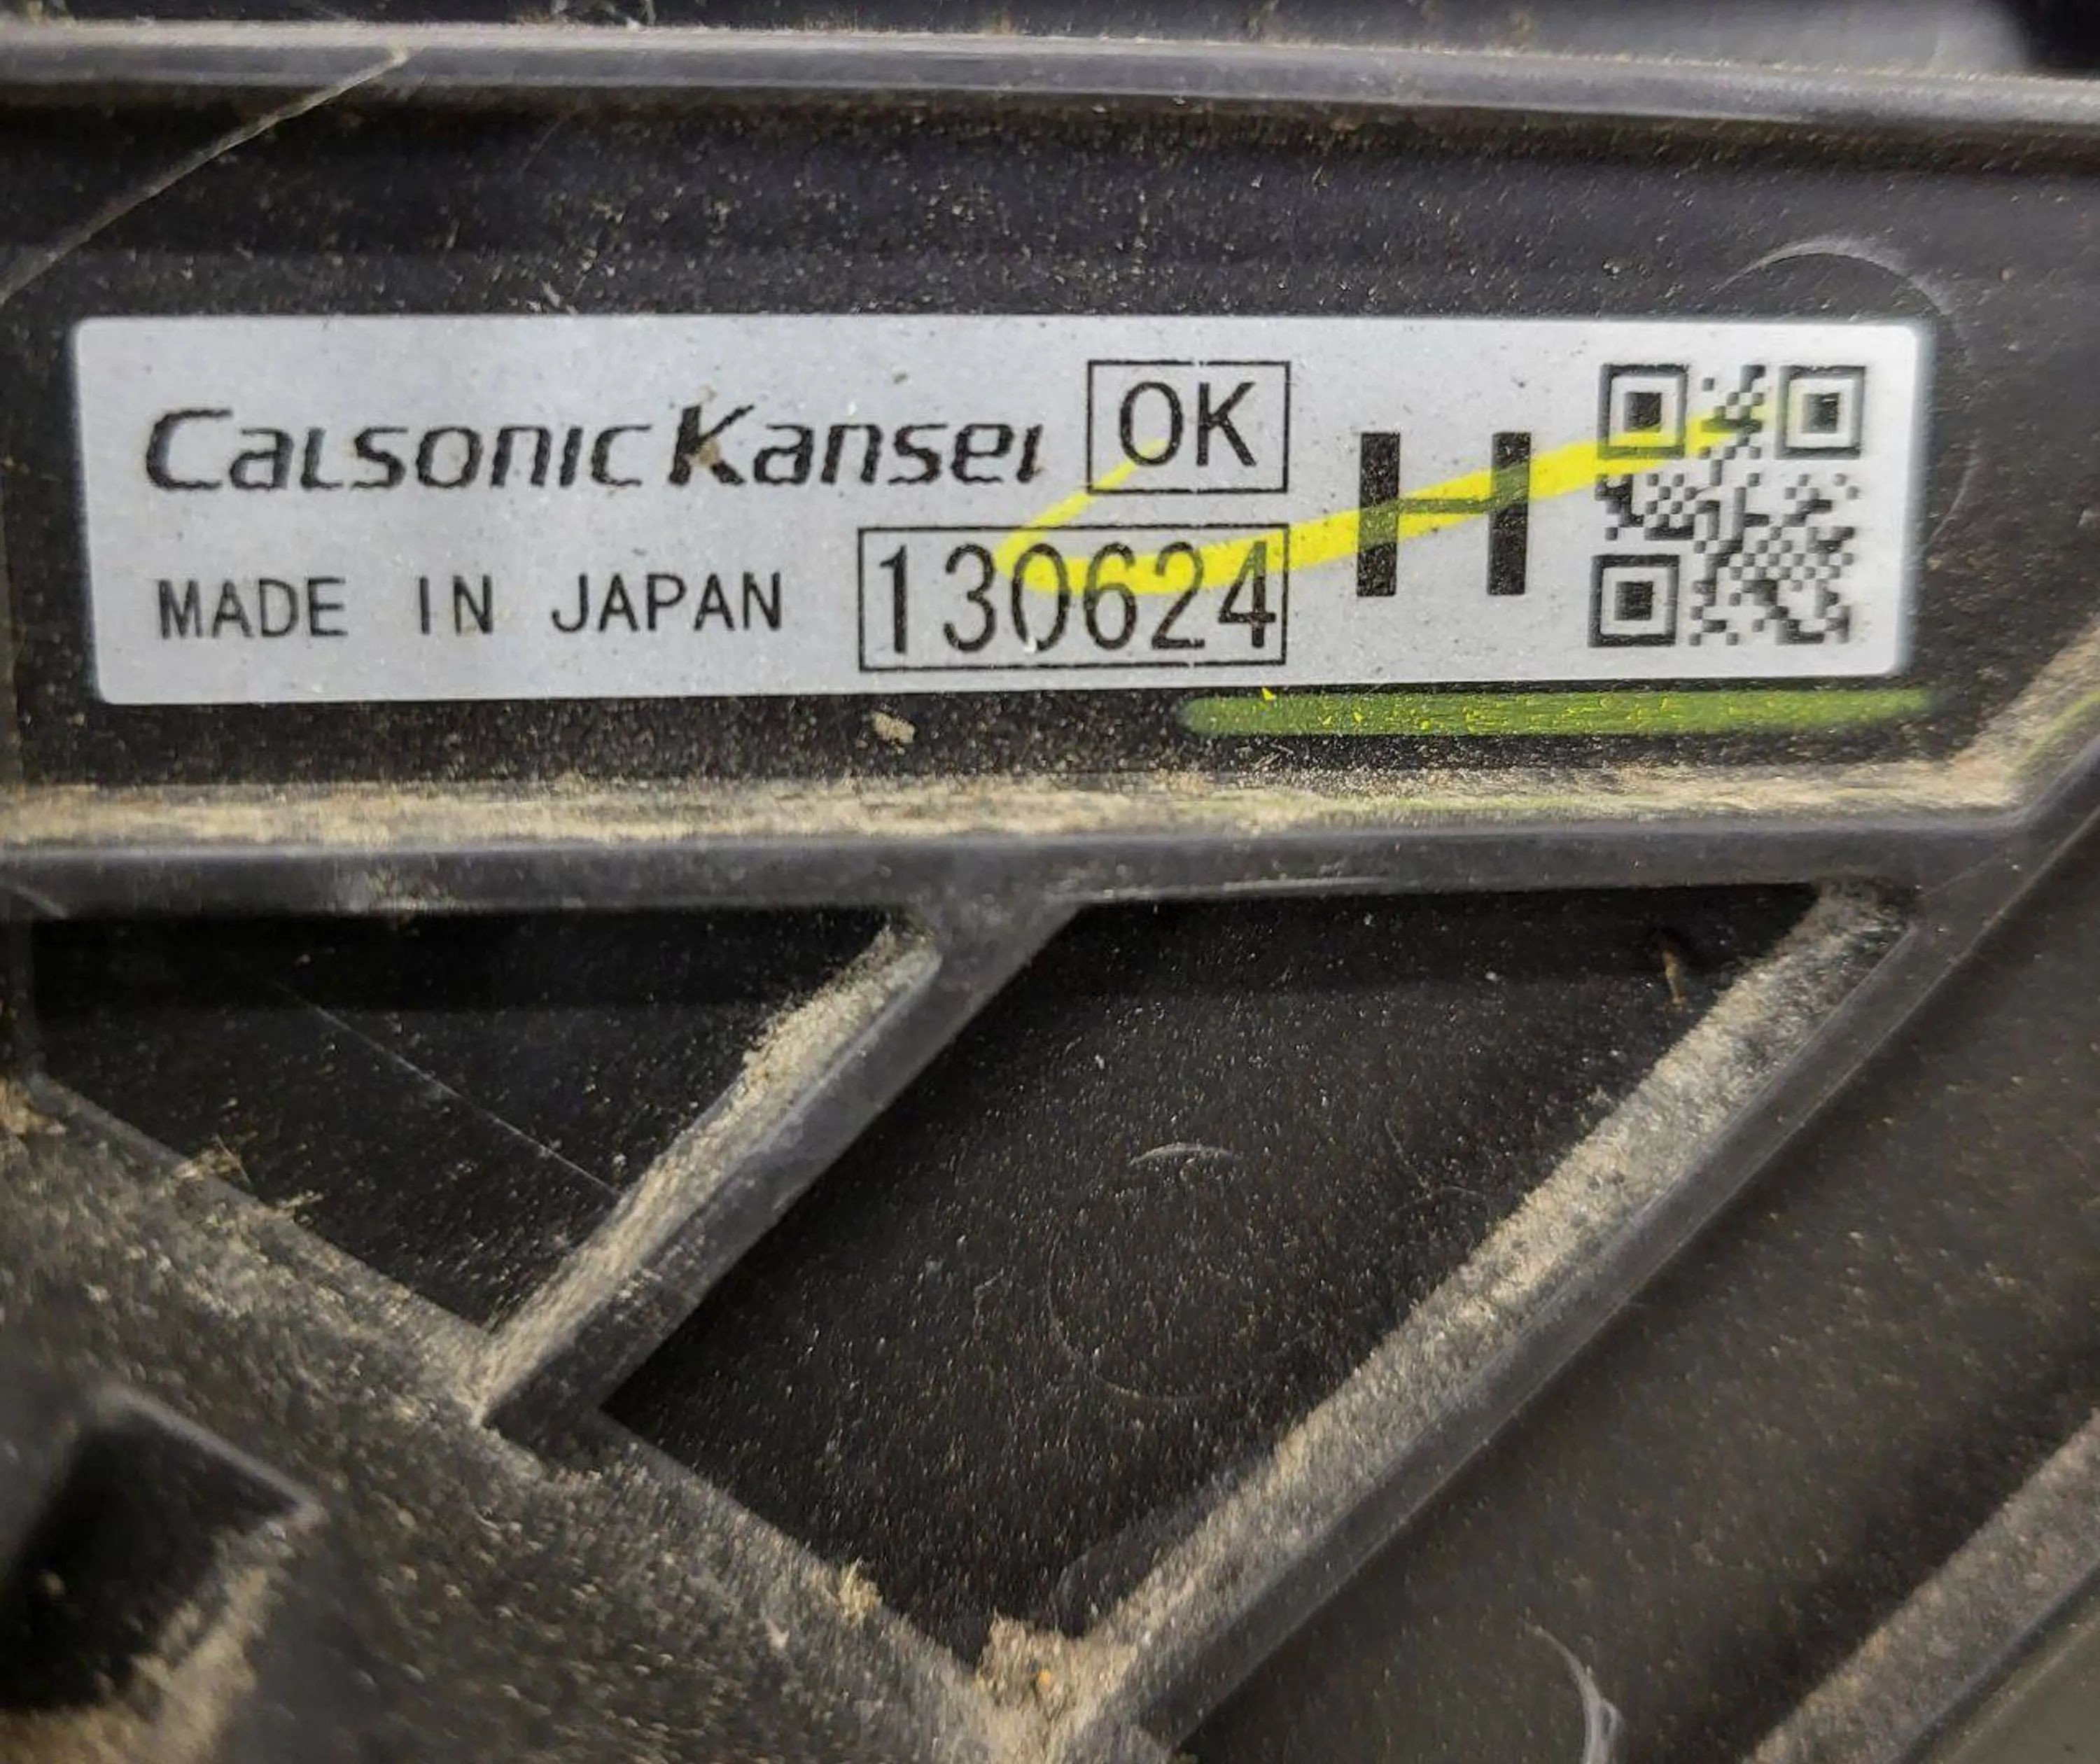 Calsonic Kansei OK
MADE IN JAPAN 130624 H